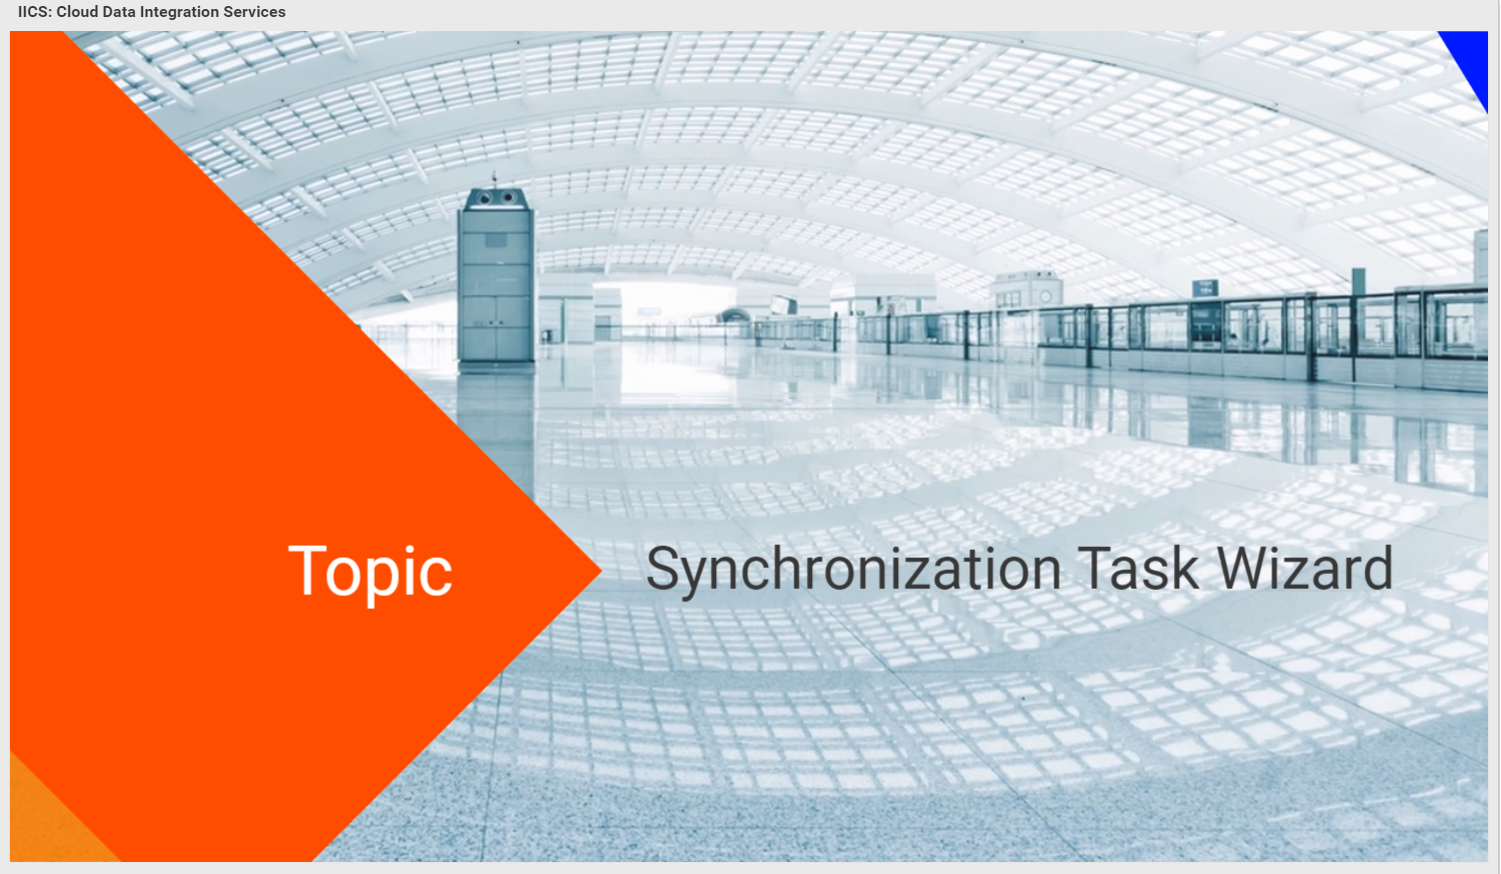 IICS: Cloud Data Integration Services
Topic
Synchronization Task Wizard